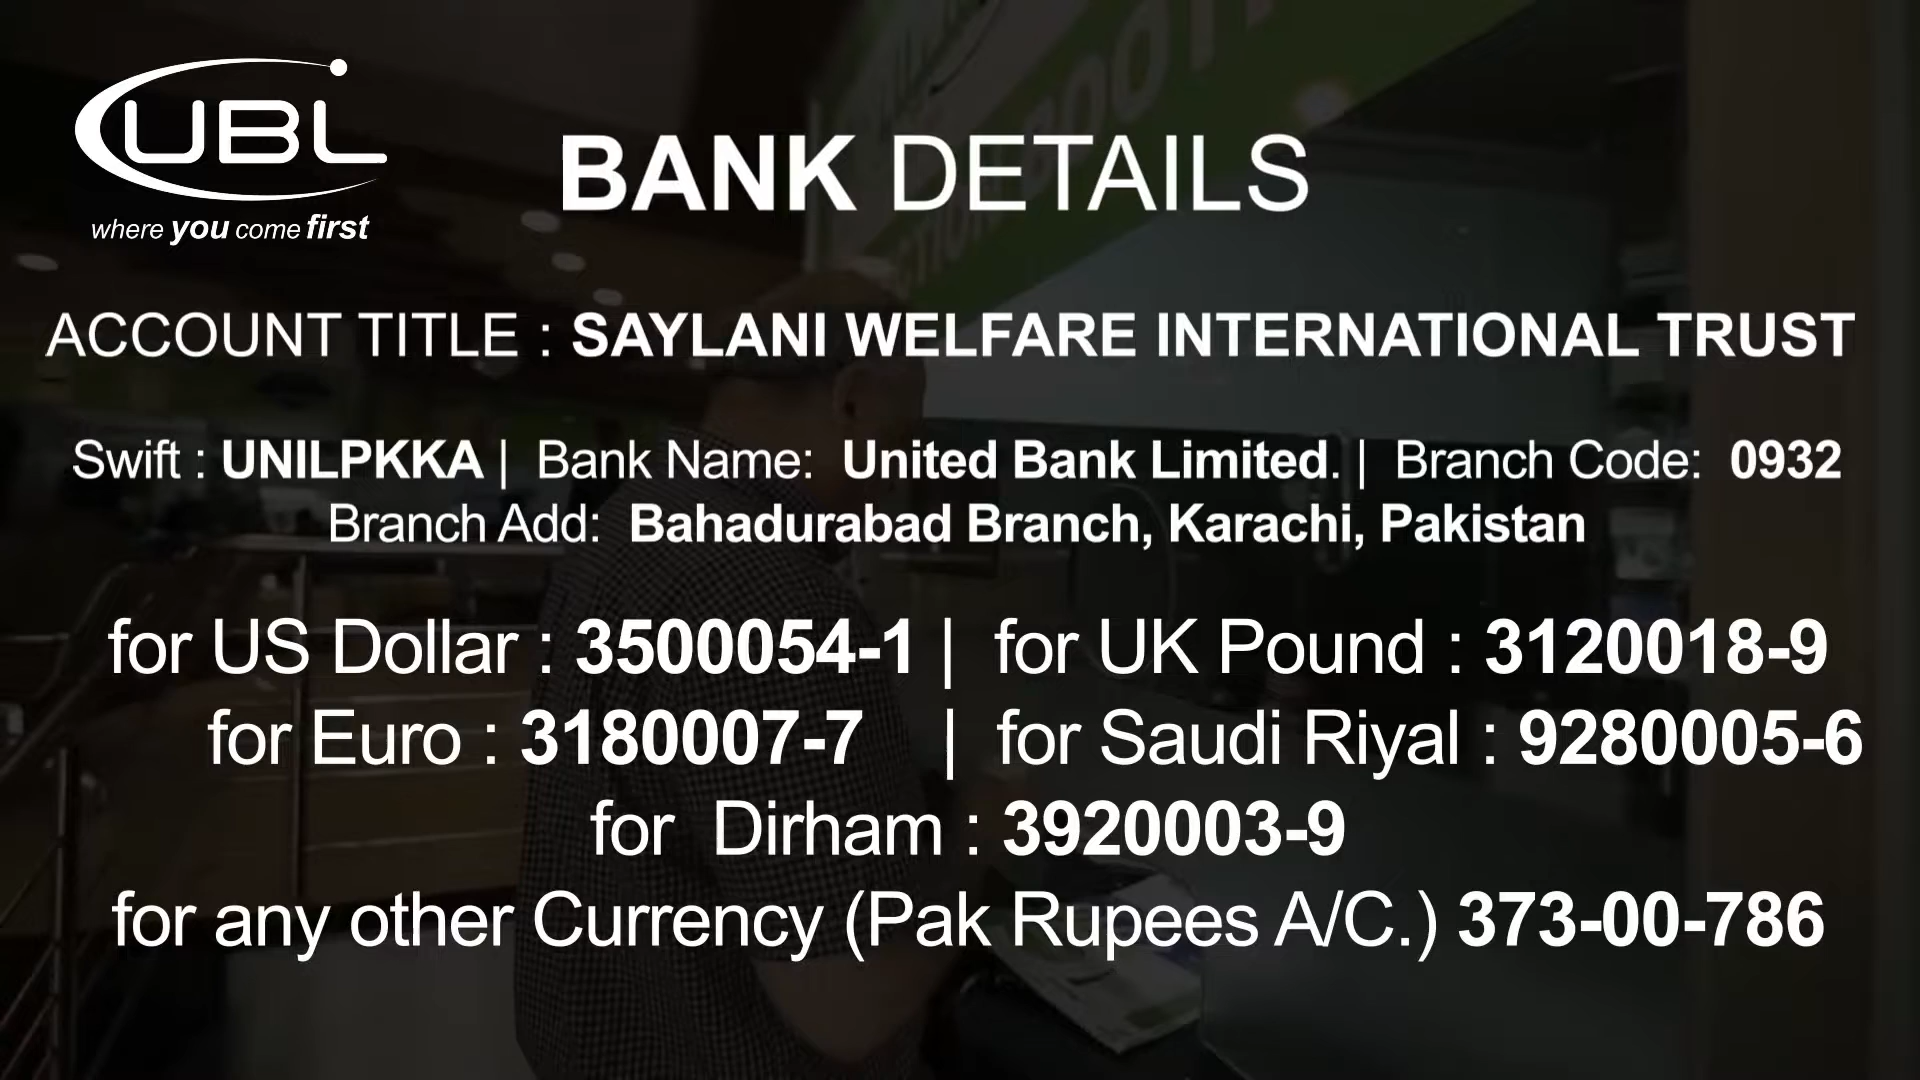 UBL
where you come first
BANK DETAILS
ACCOUNT TITLE : SAYLANI WELFARE INTERNATIONAL TRUST
Swift : UNILPKKA | Bank Name: United Bank Limited. | Branch Code: 0932
Branch Add: Bahadurabad Branch, Karachi, Pakistan
for US Dollar : 3500054-1 | for UK Pound : 3120018-9
for Euro : 3180007-7 | for Saudi Riyal : 9280005-6
for Dirham : 3920003-9
for any other Currency (Pak Rupees A/C.) 373-00-786